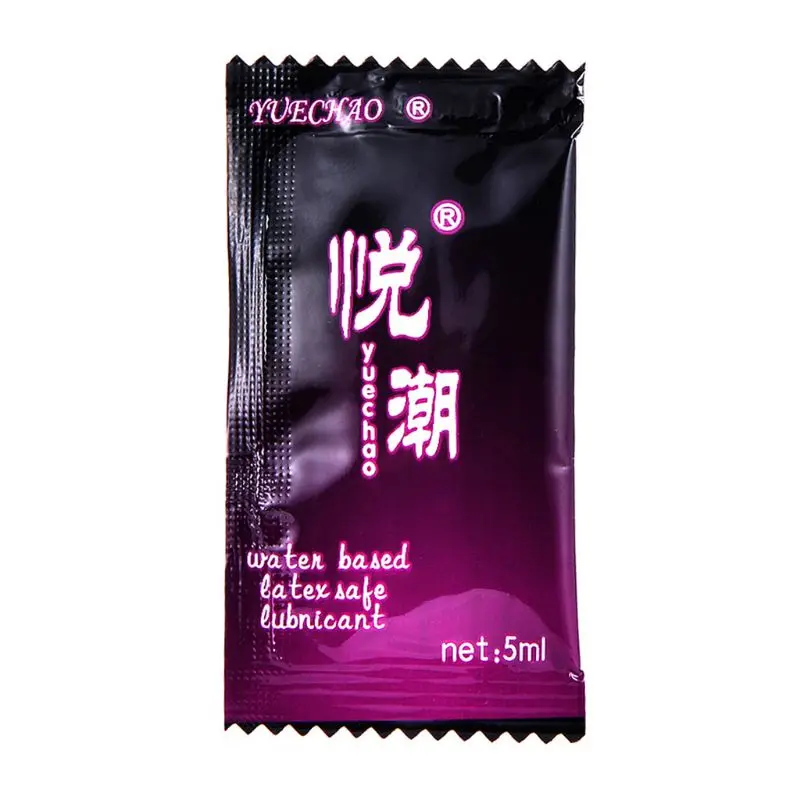 YUECHAO ®
®
悦
yuechao
潮
water based
latex safe
lubricant
net:5ml